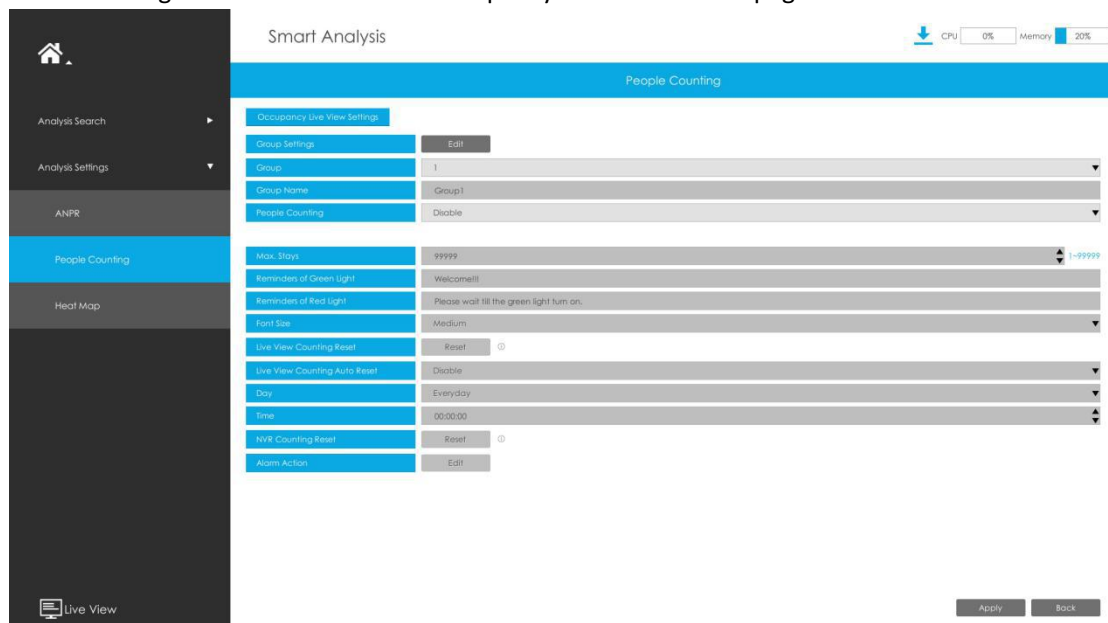 Smart Analysis
CPU 0% Memory 20%
People Counting
Analysis Search
Analysis Settings
ANPR
People Counting
Heat Map
Live View
Occupancy Live View Settings
Group Settings Edit
Group 1
Group Name Group1
People Counting Disable
Max. Stays 99999 1~99999
Reminders of Green Light Welcome!!!
Reminders of Red Light Please wait till the green light turn on.
Font Size Medium
Live View Counting Reset Reset
Live View Counting Auto Reset Disable
Day Everyday
Time 00:00:00
NVR Counting Reset Reset
Alarm Action Edit
Apply Back